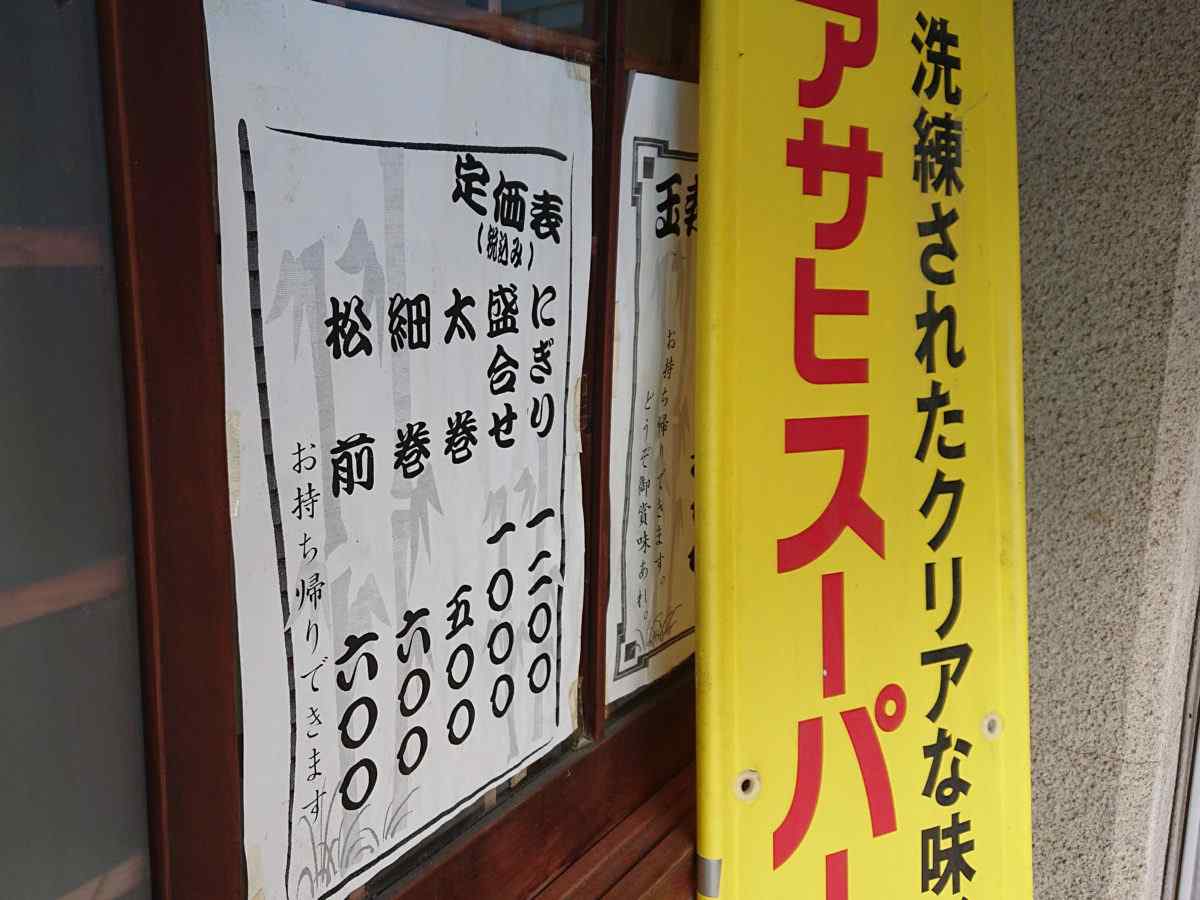 洗練されたクリアな味
アサヒスーパー
定価表
(税込み)
にぎり 一二〇〇
盛合せ 一〇〇〇
太巻 五〇〇
細巻 六〇〇
松前 六〇〇
お持ち帰りできます
お持ち帰りできます。
どうぞ御賞味あれ。